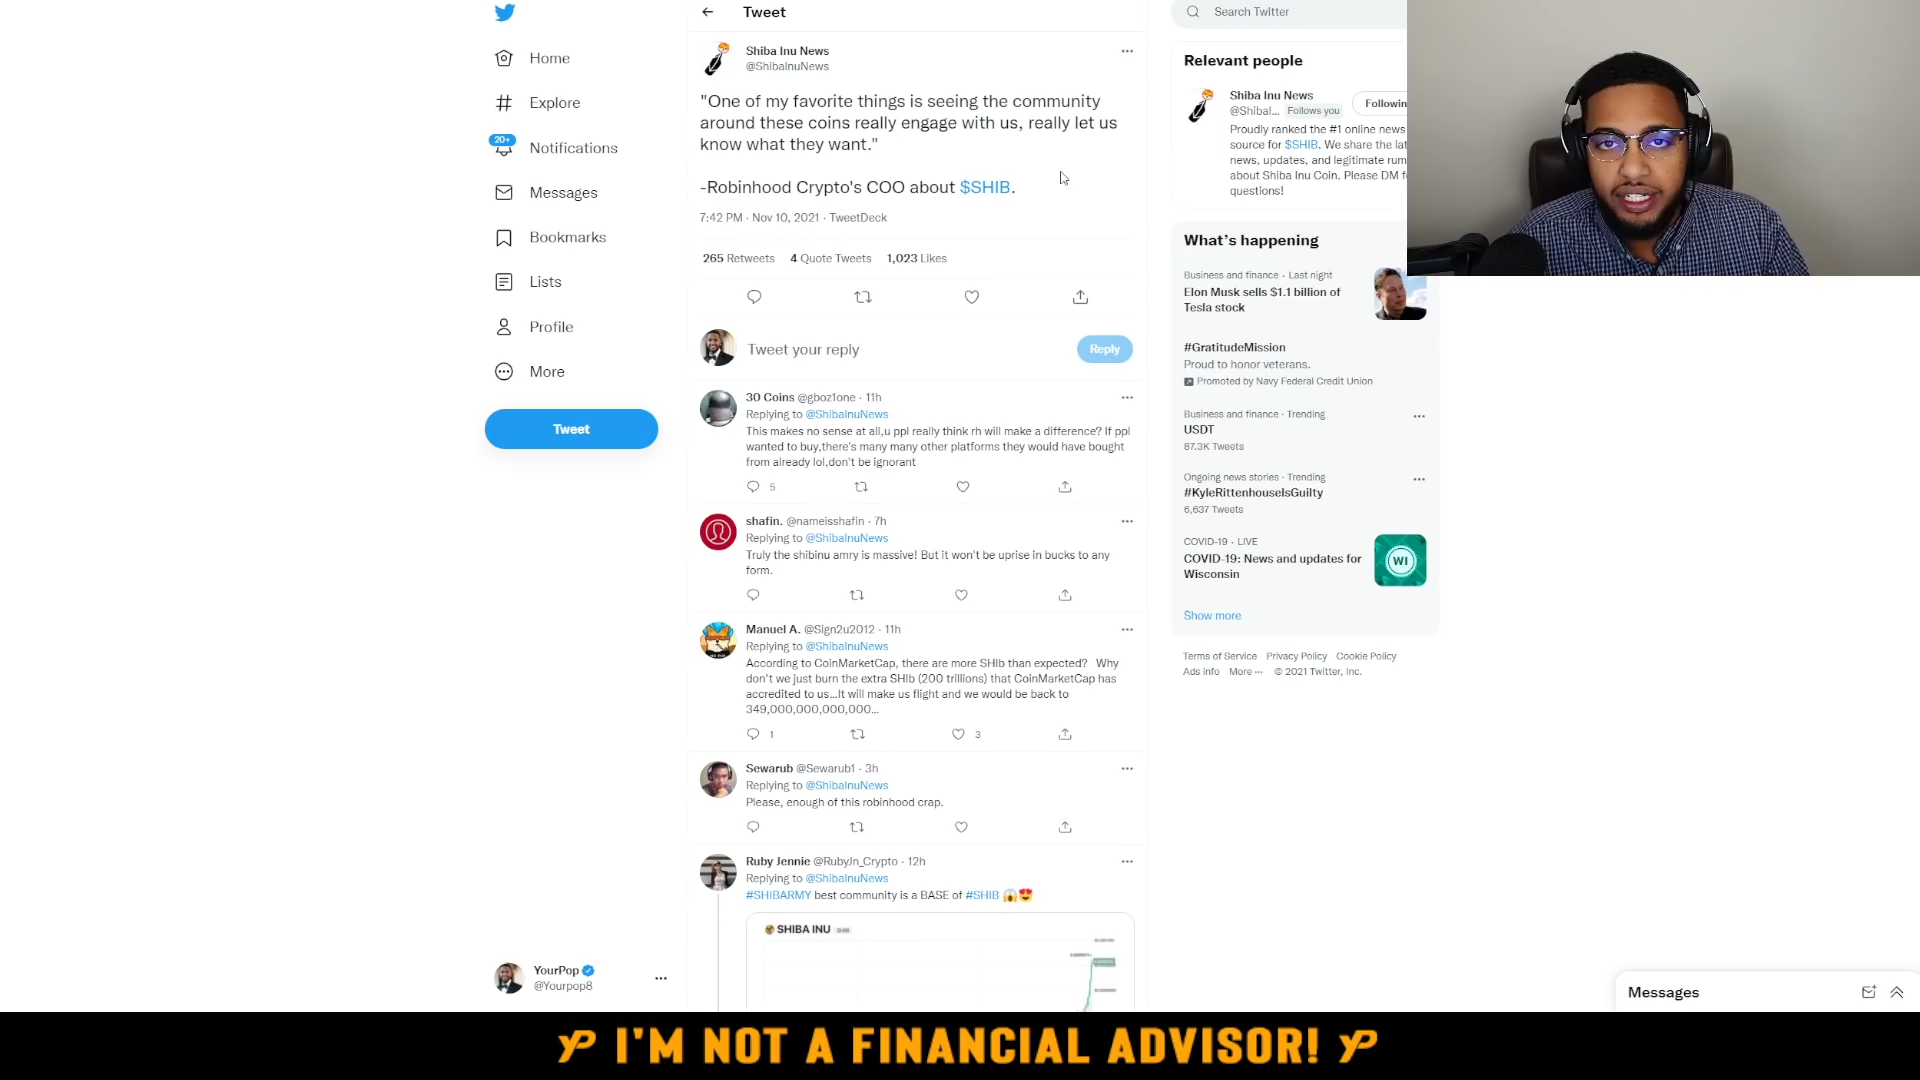 Home
Explore
20+
Notifications
Messages
Bookmarks
Lists
Profile
More
Tweet
YourPop
@Yourpop8
Tweet
Shiba Inu News
@ShibaInuNews
"One of my favorite things is seeing the community
around these coins really engage with us, really let us
know what they want."
-Robinhood Crypto's COO about $SHIB.
7:42 PM · Nov 10, 2021 · TweetDeck
265 Retweets 4 Quote Tweets 1,023 Likes
Tweet your reply
Reply
30 Coins @gboz1one · 11h
Replying to @ShibaInuNews
This makes no sense at all,u ppl really think rh will make a difference? If ppl
wanted to buy,there's many many other platforms they would have bought
from already lol,don't be ignorant
5
shafin. @nameisshafin · 7h
Replying to @ShibaInuNews
Truly the shibinu amry is massive! But it won't be uprise in bucks to any
form.
Manuel A. @Sign2u2012 · 11h
Replying to @ShibaInuNews
According to CoinMarketCap, there are more SHIb than expected? Why
don't we just burn the extra SHIb (200 trillions) that CoinMarketCap has
accredited to us...It will make us flight and we would be back to
349,000,000,000,000...
1 3
Sewarub @Sewarub1 · 3h
Replying to @ShibaInuNews
Please, enough of this robinhood crap.
Ruby Jennie @RubyJn_Crypto · 12h
Replying to @ShibaInuNews
#SHIBARMY best community is a BASE of #SHIB 😱😍
SHIBA INU
Search Twitter
Relevant people
Shiba Inu News
@Shibal... Follows you
Followin
Proudly ranked the #1 online news
source for $SHIB. We share the lat
news, updates, and legitimate rum
about Shiba Inu Coin. Please DM f
questions!
What's happening
Business and finance · Last night
Elon Musk sells $1.1 billion of
Tesla stock
#GratitudeMission
Proud to honor veterans.
Promoted by Navy Federal Credit Union
Business and finance · Trending
USDT
87.3K Tweets
Ongoing news stories · Trending
#KyleRittenhouseIsGuilty
6,637 Tweets
COVID-19 · LIVE
COVID-19: News and updates for
Wisconsin
WI
Show more
Terms of Service Privacy Policy Cookie Policy
Ads info More ··· © 2021 Twitter, Inc.
Messages
YP I'M NOT A FINANCIAL ADVISOR! YP